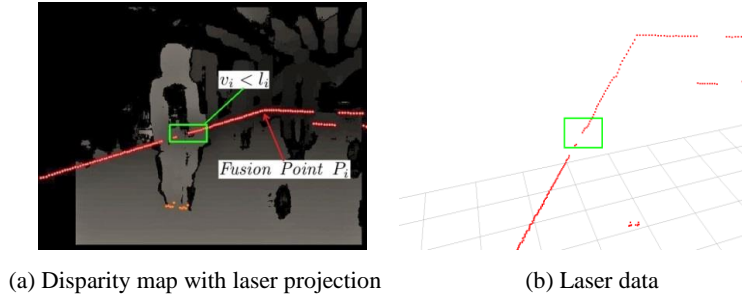 v_i < l_i
Fusion Point P_i
(a) Disparity map with laser projection
(b) Laser data